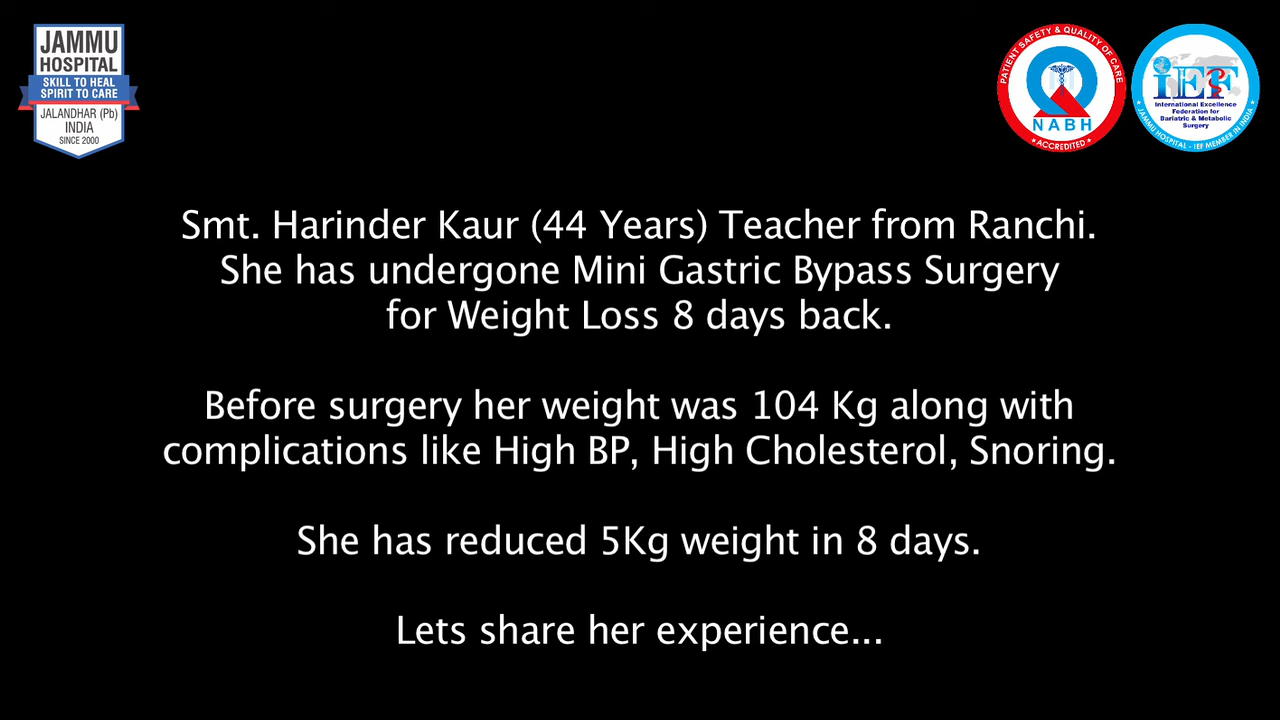 JAMMU
HOSPITAL
SKILL TO HEAL
SPIRIT TO CARE
JALANDHAR (Pb)
INDIA
SINCE 2000
PATIENT SAFETY & QUALITY OF CARE
NABH
• ACCREDITED •
iEF
International Excellence
Federation for
Bariatric & Metabolic
Surgery
JAMMU HOSPITAL - IEF MEMBER IN INDIA
Smt. Harinder Kaur (44 Years) Teacher from Ranchi.
She has undergone Mini Gastric Bypass Surgery
for Weight Loss 8 days back.
Before surgery her weight was 104 Kg along with
complications like High BP, High Cholesterol, Snoring.
She has reduced 5Kg weight in 8 days.
Lets share her experience...